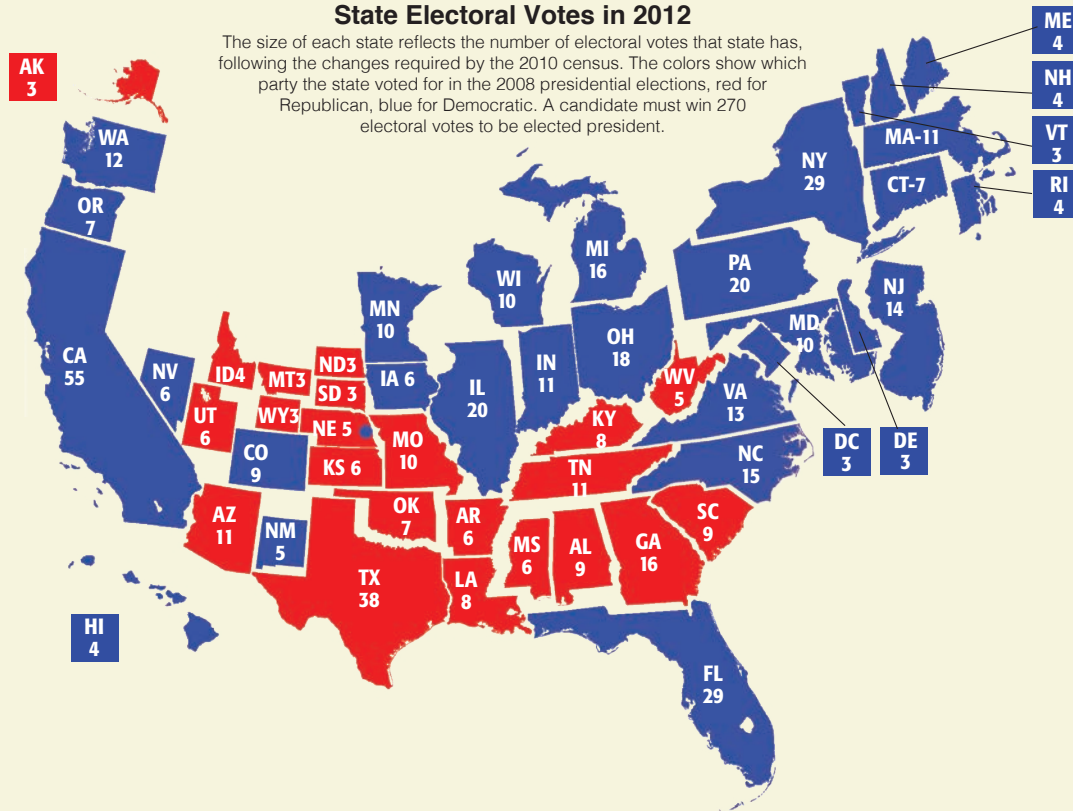 State Electoral Votes in 2012
The size of each state reflects the number of electoral votes that state has,
following the changes required by the 2010 census. The colors show which
party the state voted for in the 2008 presidential elections, red for
Republican, blue for Democratic. A candidate must win 270
electoral votes to be elected president.
ME
4
AK
3
NH
4
WA
12
MA-11
VT
3
NY
29
CT-7
RI
4
OR
7
MI
16
PA
20
WI
10
NJ
14
MN
10
MD
10
OH
18
CA
55
IN
11
ND3
ID4
MT3
NV
6
IA 6
IL
20
WV
5
SD 3
VA
13
WY3
UT
6
NE 5
KY
8
MO
10
DC
3
DE
3
CO
9
NC
15
KS 6
TN
11
OK
7
AZ
11
AR
6
SC
9
NM
5
MS
6
AL
9
GA
16
TX
38
LA
8
HI
4
FL
29